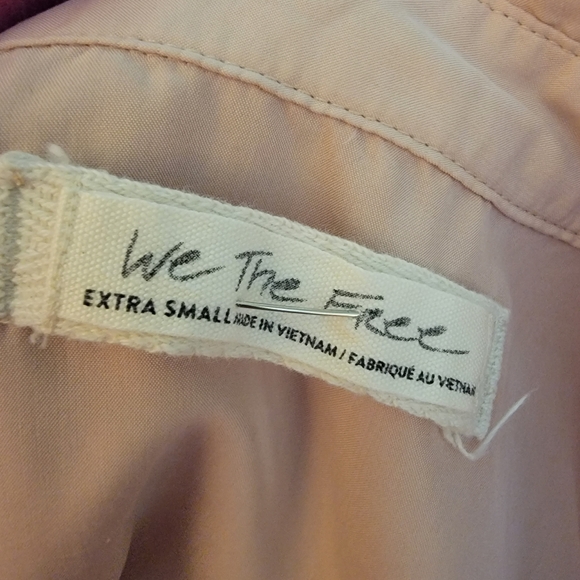 We The Free
EXTRA SMALL MADE IN VIETNAM / FABRIQUÉ AU VIETNAM